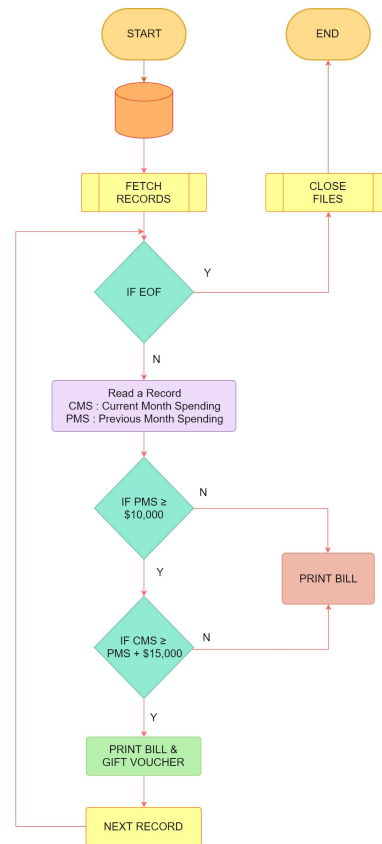 START
END
FETCH
RECORDS
CLOSE
FILES
IF EOF
Y
N
Read a Record
CMS : Current Month Spending
PMS : Previous Month Spending
IF PMS ≥
$10,000
N
Y
PRINT BILL
IF CMS ≥
PMS + $15,000
N
Y
PRINT BILL &
GIFT VOUCHER
NEXT RECORD